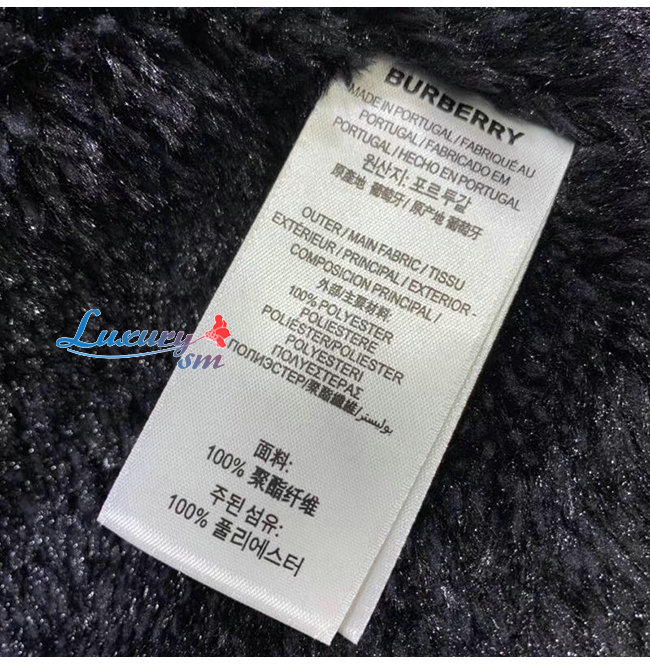 BURBERRY
MADE IN PORTUGAL / FABRIQUÉ AU
PORTUGAL / FABRICADO EM
PORTUGAL / HECHO EN PORTUGAL
원산지: 포르투갈
原產地 葡萄牙 / 原产地 葡萄牙
OUTER / MAIN FABRIC / TISSU
EXTÉRIEUR / PRINCIPAL / EXTERIOR -
COMPOSICION PRINCIPAL /
外部/主要材料:
100% POLYESTER
POLIESTERE
POLIESTER/POLIESTER
POLYESTERI
ΠΟΛΥΕΣΤΕΡΑΣ
ПОЛИЭСТЕР/聚酯纖維/بوليستر
面料:
100% 聚酯纤维
주된 섬유:
100% 폴리에스터
Luxury
sm